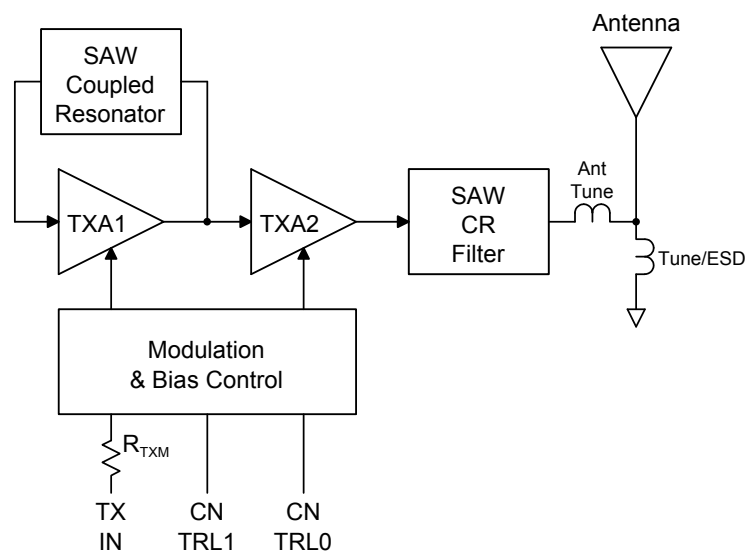 Antenna
SAW
Coupled
Resonator
Ant
Tune
TXA1
TXA2
SAW
CR
Filter
Tune/ESD
Modulation
& Bias Control
RTXM
TX
IN
CN
TRL1
CN
TRL0